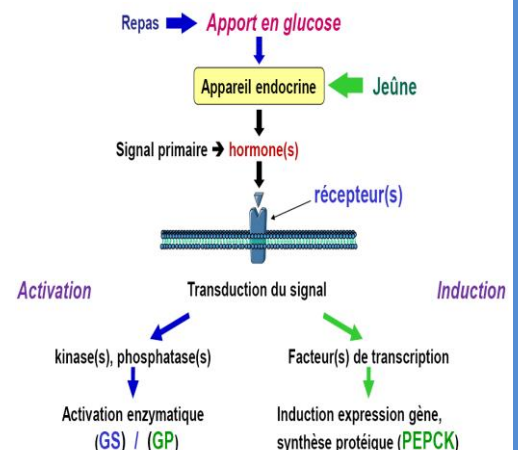 Repas Apport en glucose
Appareil endocrine Jeûne
Signal primaire ➔ hormone(s)
récepteur(s)
Activation Transduction du signal Induction
kinase(s), phosphatase(s) Facteur(s) de transcription
Activation enzymatique
(GS) / (GP)
Induction expression gène,
synthèse protéique (PEPCK)